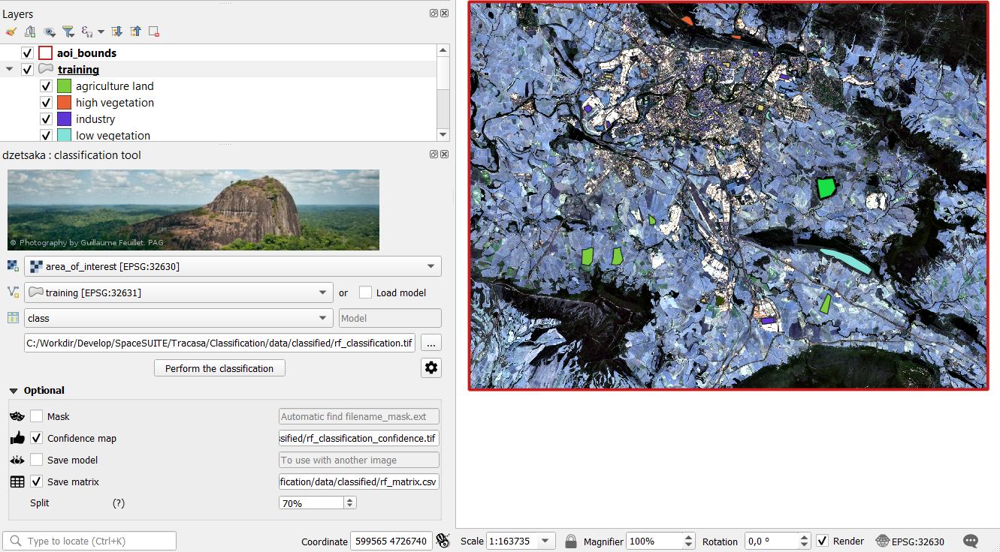 Layers
aoi_bounds
training
agriculture land
high vegetation
industry
low vegetation
dzetsaka : classification tool
© Photography by Guillaume Feuillet. PAG
area_of_interest [EPSG:32630]
training [EPSG:32631]
or
Load model
class
Model
C:/Workdir/Develop/SpaceSUITE/Tracasa/Classification/data/classified/rf_classification.tif
...
Perform the classification
Optional
Mask
Automatic find filename_mask.ext
Confidence map
sified/rf_classification_confidence.tif
Save model
To use with another image
Save matrix
fication/data/classified/rf_matrix.csv
Split
(?)
70%
Type to locate (Ctrl+K)
Coordinate
599565 4726740
Scale
1:163735
Magnifier
100%
Rotation
0,0 °
Render
EPSG:32630